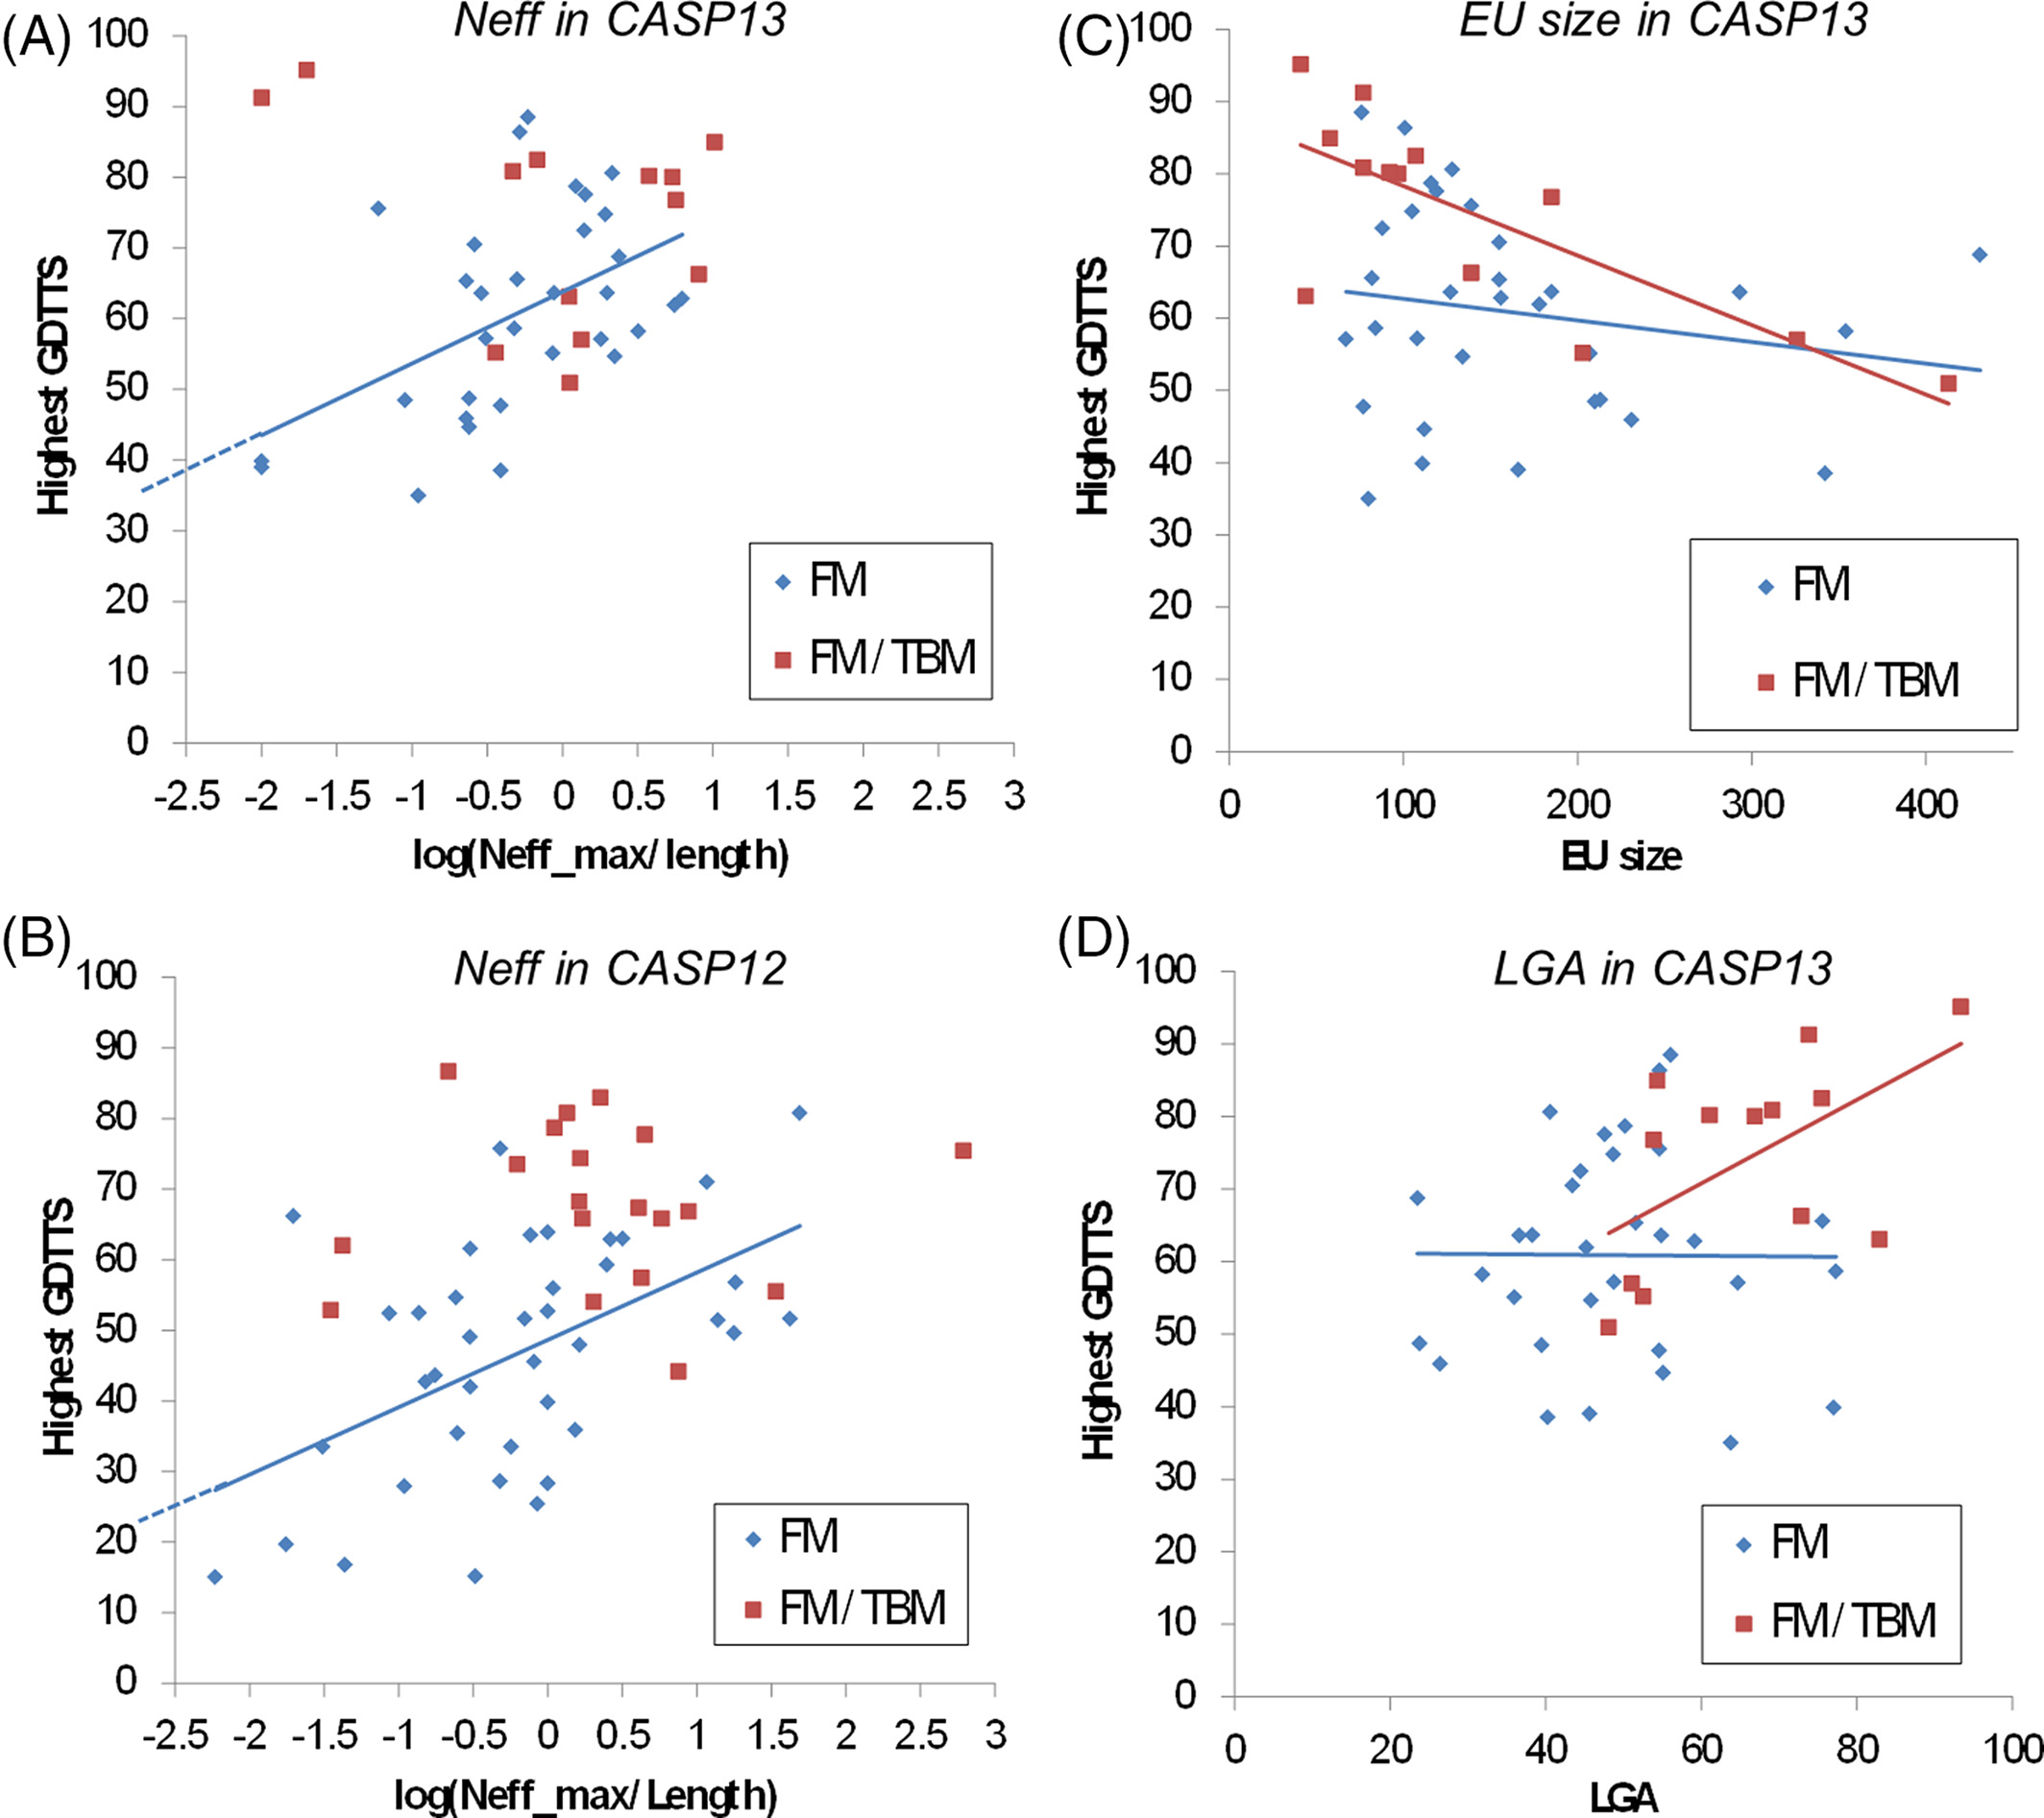 (A)
Neff in CASP13
100
90
80
70
60
50
40
30
20
10
0
Highest GDTTS
-2.5 -2 -1.5 -1 -0.5 0 0.5 1 1.5 2 2.5 3
log(Neff_max/length)
FM
FM/TBM
(C)
EU size in CASP13
100
90
80
70
60
50
40
30
20
10
0
Highest GDTTS
0 100 200 300 400
EU size
FM
FM/TBM
(B)
Neff in CASP12
100
90
80
70
60
50
40
30
20
10
0
Highest GDTTS
-2.5 -2 -1.5 -1 -0.5 0 0.5 1 1.5 2 2.5 3
log(Neff_max/Length)
FM
FM/TBM
(D)
LGA in CASP13
100
90
80
70
60
50
40
30
20
10
0
Highest GDTTS
0 20 40 60 80 100
LGA
FM
FM/TBM